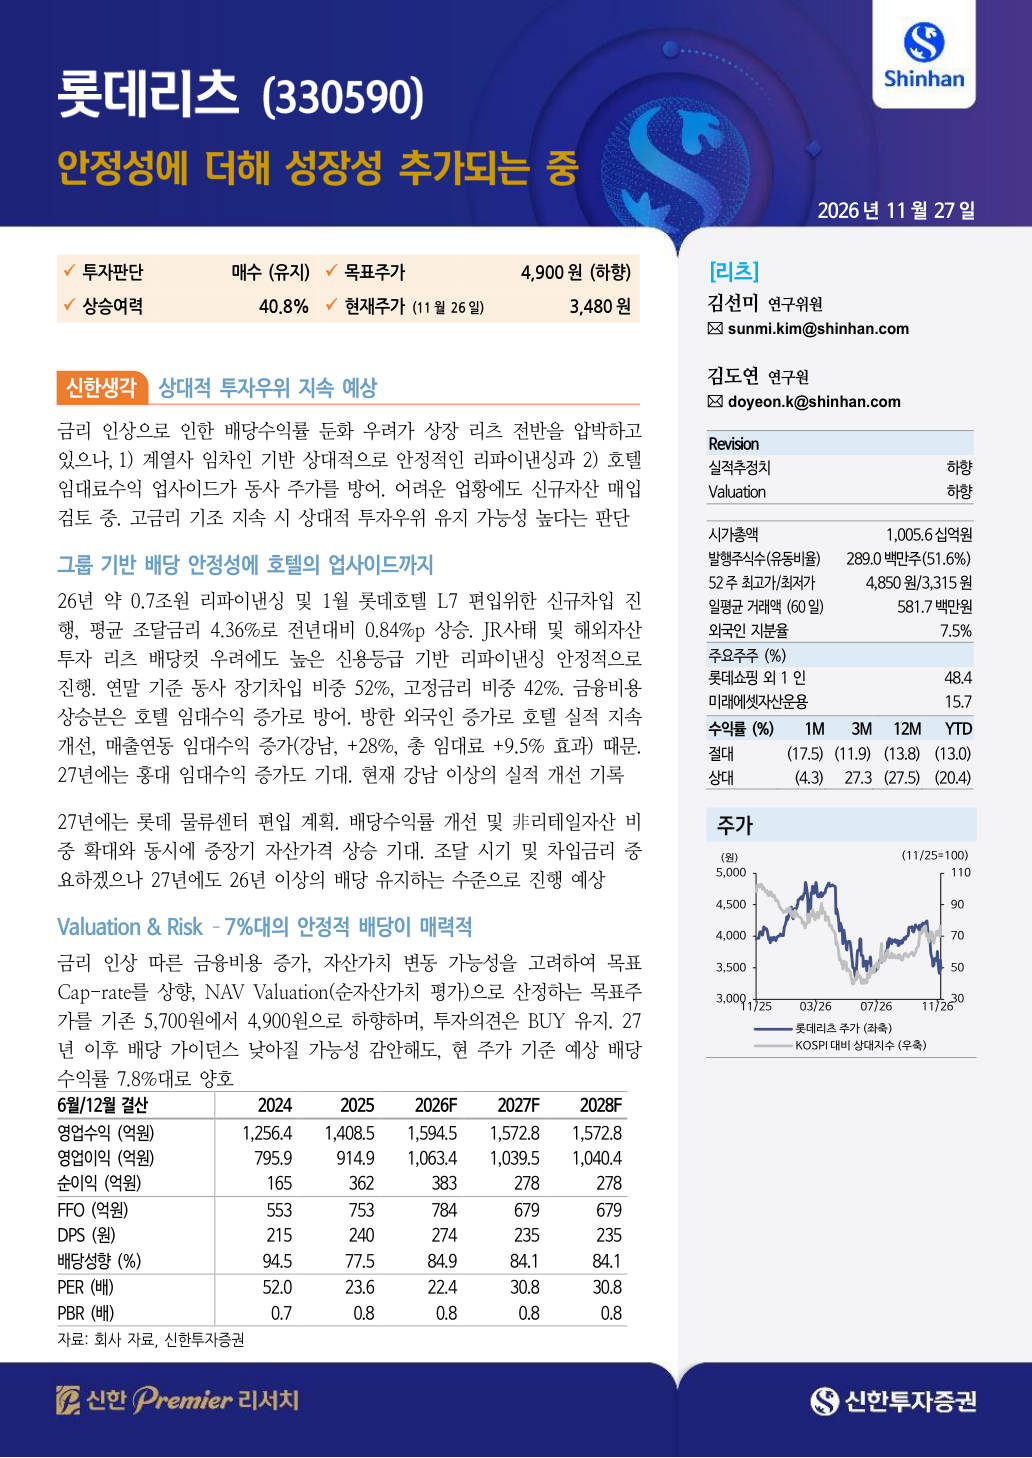 롯데리츠 (330590)
안정성에 더해 성장성 추가되는 중
Shinhan
2026년 11월 27일
✓ 투자판단 매수 (유지) ✓ 목표주가 4,900원 (하향)
✓ 상승여력 40.8% ✓ 현재주가 (11월 26일) 3,480원
신한생각 상대적 투자우위 지속 예상
금리 인상으로 인한 배당수익률 둔화 우려가 상장 리츠 전반을 압박하고
있으나, 1) 계열사 임차인 기반 상대적으로 안정적인 리파이낸싱과 2) 호텔
임대료수익 업사이드가 동사 주가를 방어. 어려운 업황에도 신규자산 매입
검토 중. 고금리 기조 지속 시 상대적 투자우위 유지 가능성 높다는 판단
그룹 기반 배당 안정성에 호텔의 업사이드까지
26년 약 0.7조원 리파이낸싱 및 1월 롯데호텔 L7 편입위한 신규차입 진
행, 평균 조달금리 4.36%로 전년대비 0.84%p 상승. JR사태 및 해외자산
투자 리츠 배당컷 우려에도 높은 신용등급 기반 리파이낸싱 안정적으로
진행. 연말 기준 동사 장기차입 비중 52%, 고정금리 비중 42%. 금융비용
상승분은 호텔 임대수익 증가로 방어. 방한 외국인 증가로 호텔 실적 지속
개선, 매출연동 임대수익 증가(강남, +28%, 총 임대료 +9.5% 효과) 때문.
27년에는 홍대 임대수익 증가도 기대. 현재 강남 이상의 실적 개선 기록
27년에는 롯데 물류센터 편입 계획. 배당수익률 개선 및 非리테일자산 비
중 확대와 동시에 중장기 자산가격 상승 기대. 조달 시기 및 차입금리 중
요하겠으나 27년에도 26년 이상의 배당 유지하는 수준으로 진행 예상
Valuation & Risk - 7%대의 안정적 배당이 매력적
금리 인상 따른 금융비용 증가, 자산가치 변동 가능성을 고려하여 목표
Cap-rate를 상향, NAV Valuation(순자산가치 평가)으로 산정하는 목표주
가를 기존 5,700원에서 4,900원으로 하향하며, 투자의견은 BUY 유지. 27
년 이후 배당 가이던스 낮아질 가능성 감안해도, 현 주가 기준 예상 배당
수익률 7.8%대로 양호
6월/12월 결산 2024 2025 2026F 2027F 2028F
영업수익 (억원) 1,256.4 1,408.5 1,594.5 1,572.8 1,572.8
영업이익 (억원) 795.9 914.9 1,063.4 1,039.5 1,040.4
순이익 (억원) 165 362 383 278 278
FFO (억원) 553 753 784 679 679
DPS (원) 215 240 274 235 235
배당성향 (%) 94.5 77.5 84.9 84.1 84.1
PER (배) 52.0 23.6 22.4 30.8 30.8
PBR (배) 0.7 0.8 0.8 0.8 0.8
자료: 회사 자료, 신한투자증권
[리츠]
김선미 연구위원
✉ sunmi.kim@shinhan.com
김도연 연구원
✉ doyeon.k@shinhan.com
Revision
실적추정치 하향
Valuation 하향
시가총액 1,005.6 십억원
발행주식수(유동비율) 289.0 백만주(51.6%)
52주 최고가/최저가 4,850원/3,315원
일평균 거래액 (60일) 581.7 백만원
외국인 지분율 7.5%
주요주주 (%)
롯데쇼핑 외 1인 48.4
미래에셋자산운용 15.7
수익률 (%) 1M 3M 12M YTD
절대 (17.5) (11.9) (13.8) (13.0)
상대 (4.3) 27.3 (27.5) (20.4)
주가
(원) (11/25=100)
5,000 110
4,500 90
4,000 70
3,500 50
3,000 30
11/25 03/26 07/26 11/26
롯데리츠 주가 (좌축)
KOSPI 대비 상대지수 (우축)
신한 Premier 리서치
신한투자증권